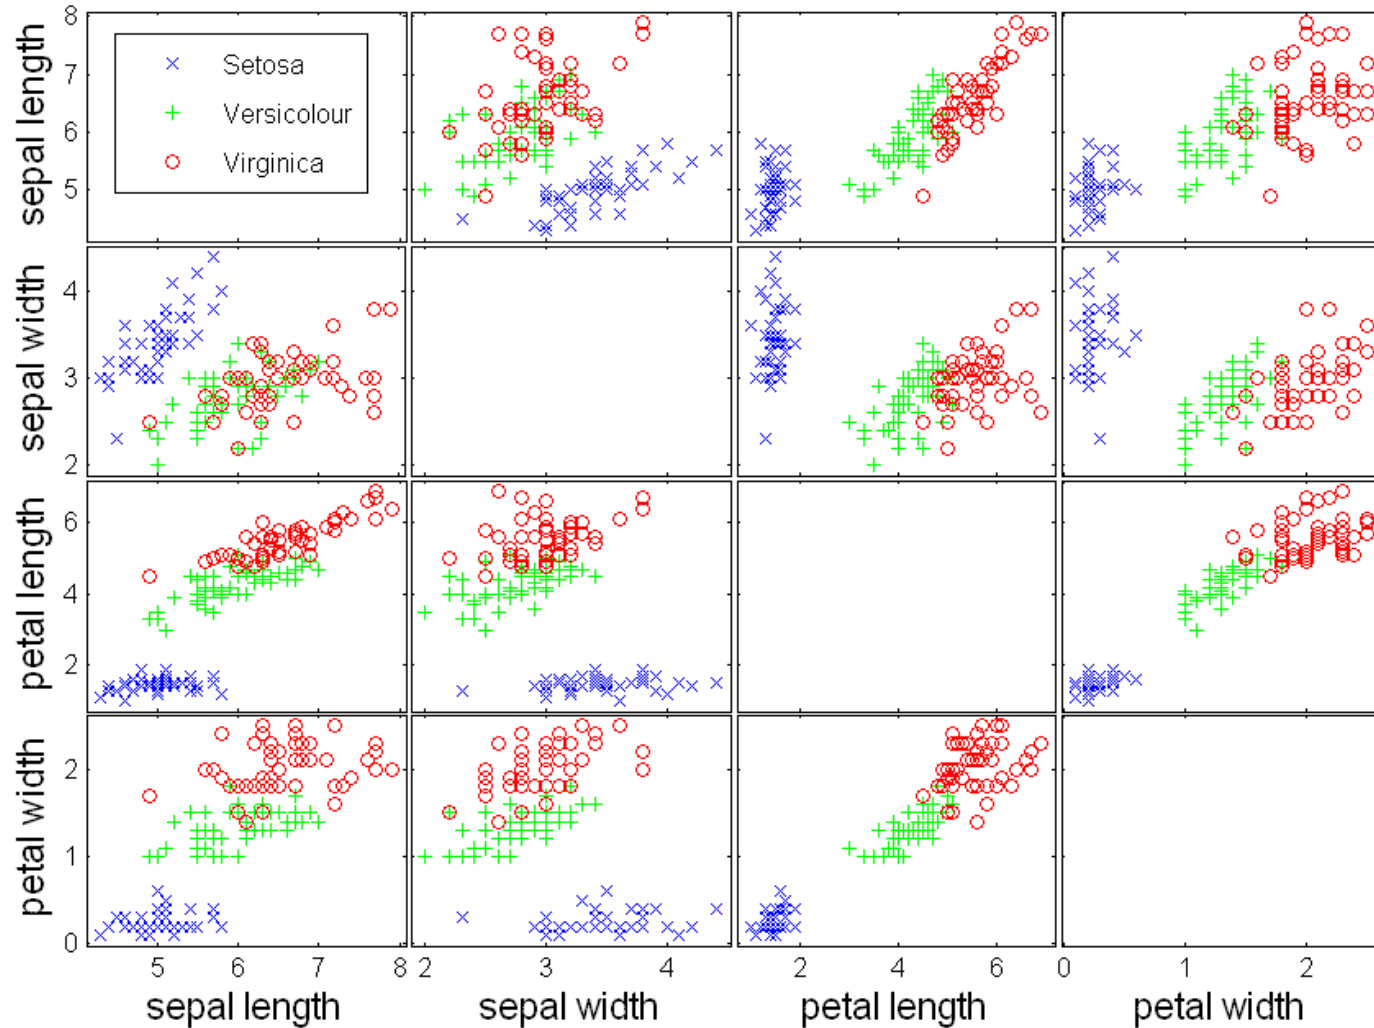 8
7
6
5
sepal length
Setosa
Versicolour
Virginica
4
3
2
sepal width
6
4
2
petal length
2
1
0
petal width
5 6 7 8 2 3 4 2 4 6 0 1 2
sepal length sepal width petal length petal width